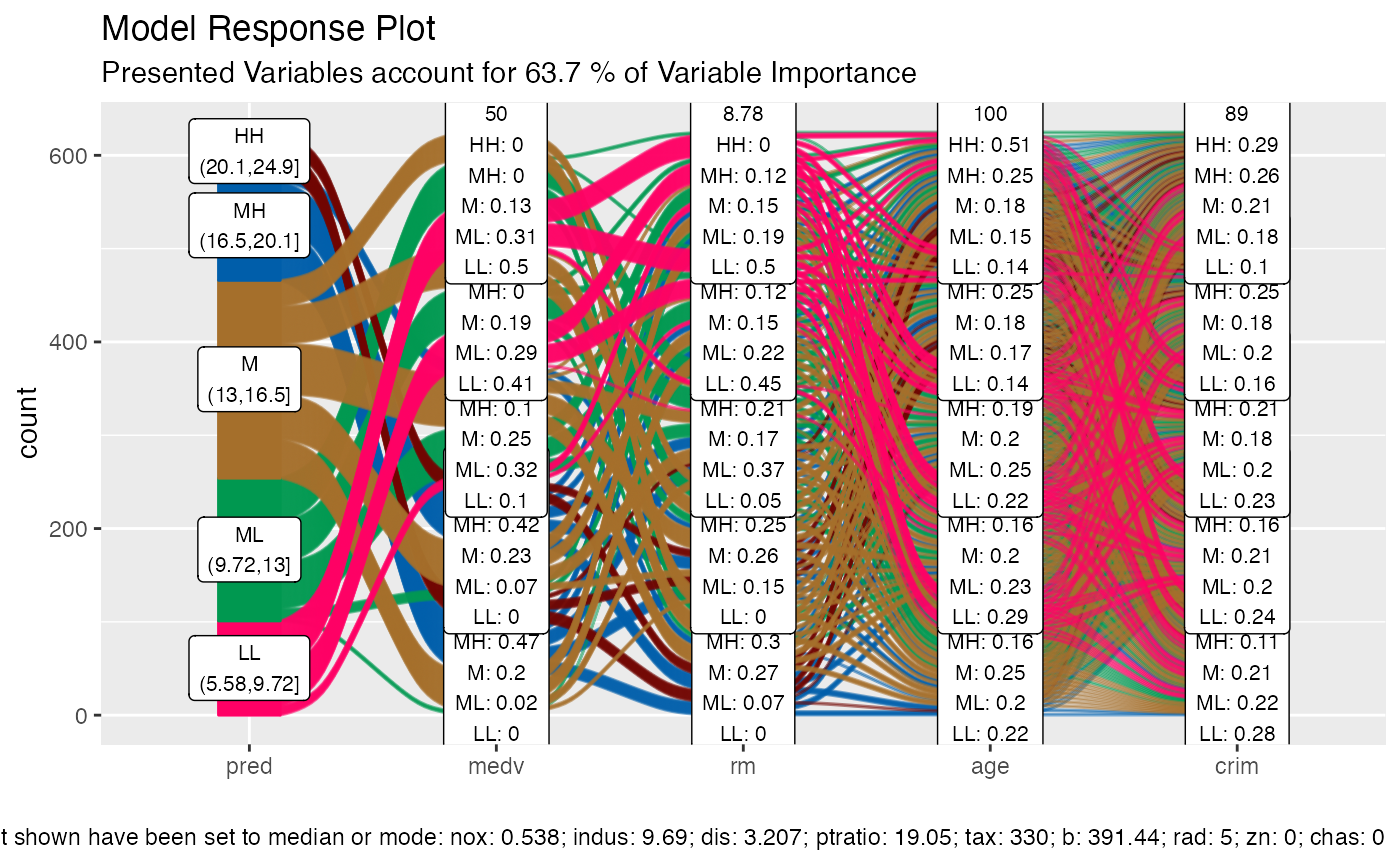 Model Response Plot
Presented Variables account for 63.7 % of Variable Importance
count
600
400
200
0
HH
(20.1,24.9]
MH
(16.5,20.1]
M
(13,16.5]
ML
(9.72,13]
LL
(5.58,9.72]
50
HH: 0
MH: 0
M: 0.13
ML: 0.31
LL: 0.5
MH: 0
M: 0.19
ML: 0.29
LL: 0.41
MH: 0.1
M: 0.25
ML: 0.32
LL: 0.1
MH: 0.42
M: 0.23
ML: 0.07
LL: 0
MH: 0.47
M: 0.2
ML: 0.02
LL: 0
8.78
HH: 0
MH: 0.12
M: 0.15
ML: 0.19
LL: 0.5
MH: 0.12
M: 0.15
ML: 0.22
LL: 0.45
MH: 0.21
M: 0.17
ML: 0.37
LL: 0.05
MH: 0.25
M: 0.26
ML: 0.15
LL: 0
MH: 0.3
M: 0.27
ML: 0.07
LL: 0
100
HH: 0.51
MH: 0.25
M: 0.18
ML: 0.15
LL: 0.14
MH: 0.25
M: 0.18
ML: 0.17
LL: 0.14
MH: 0.19
M: 0.2
ML: 0.25
LL: 0.22
MH: 0.16
M: 0.2
ML: 0.23
LL: 0.29
MH: 0.16
M: 0.25
ML: 0.2
LL: 0.22
89
HH: 0.29
MH: 0.26
M: 0.21
ML: 0.18
LL: 0.1
MH: 0.25
M: 0.18
ML: 0.2
LL: 0.16
MH: 0.21
M: 0.18
ML: 0.2
LL: 0.23
MH: 0.16
M: 0.21
ML: 0.2
LL: 0.24
MH: 0.11
M: 0.21
ML: 0.22
LL: 0.28
pred
medv
rm
age
crim
t shown have been set to median or mode: nox: 0.538; indus: 9.69; dis: 3.207; ptratio: 19.05; tax: 330; b: 391.44; rad: 5; zn: 0; chas: 0